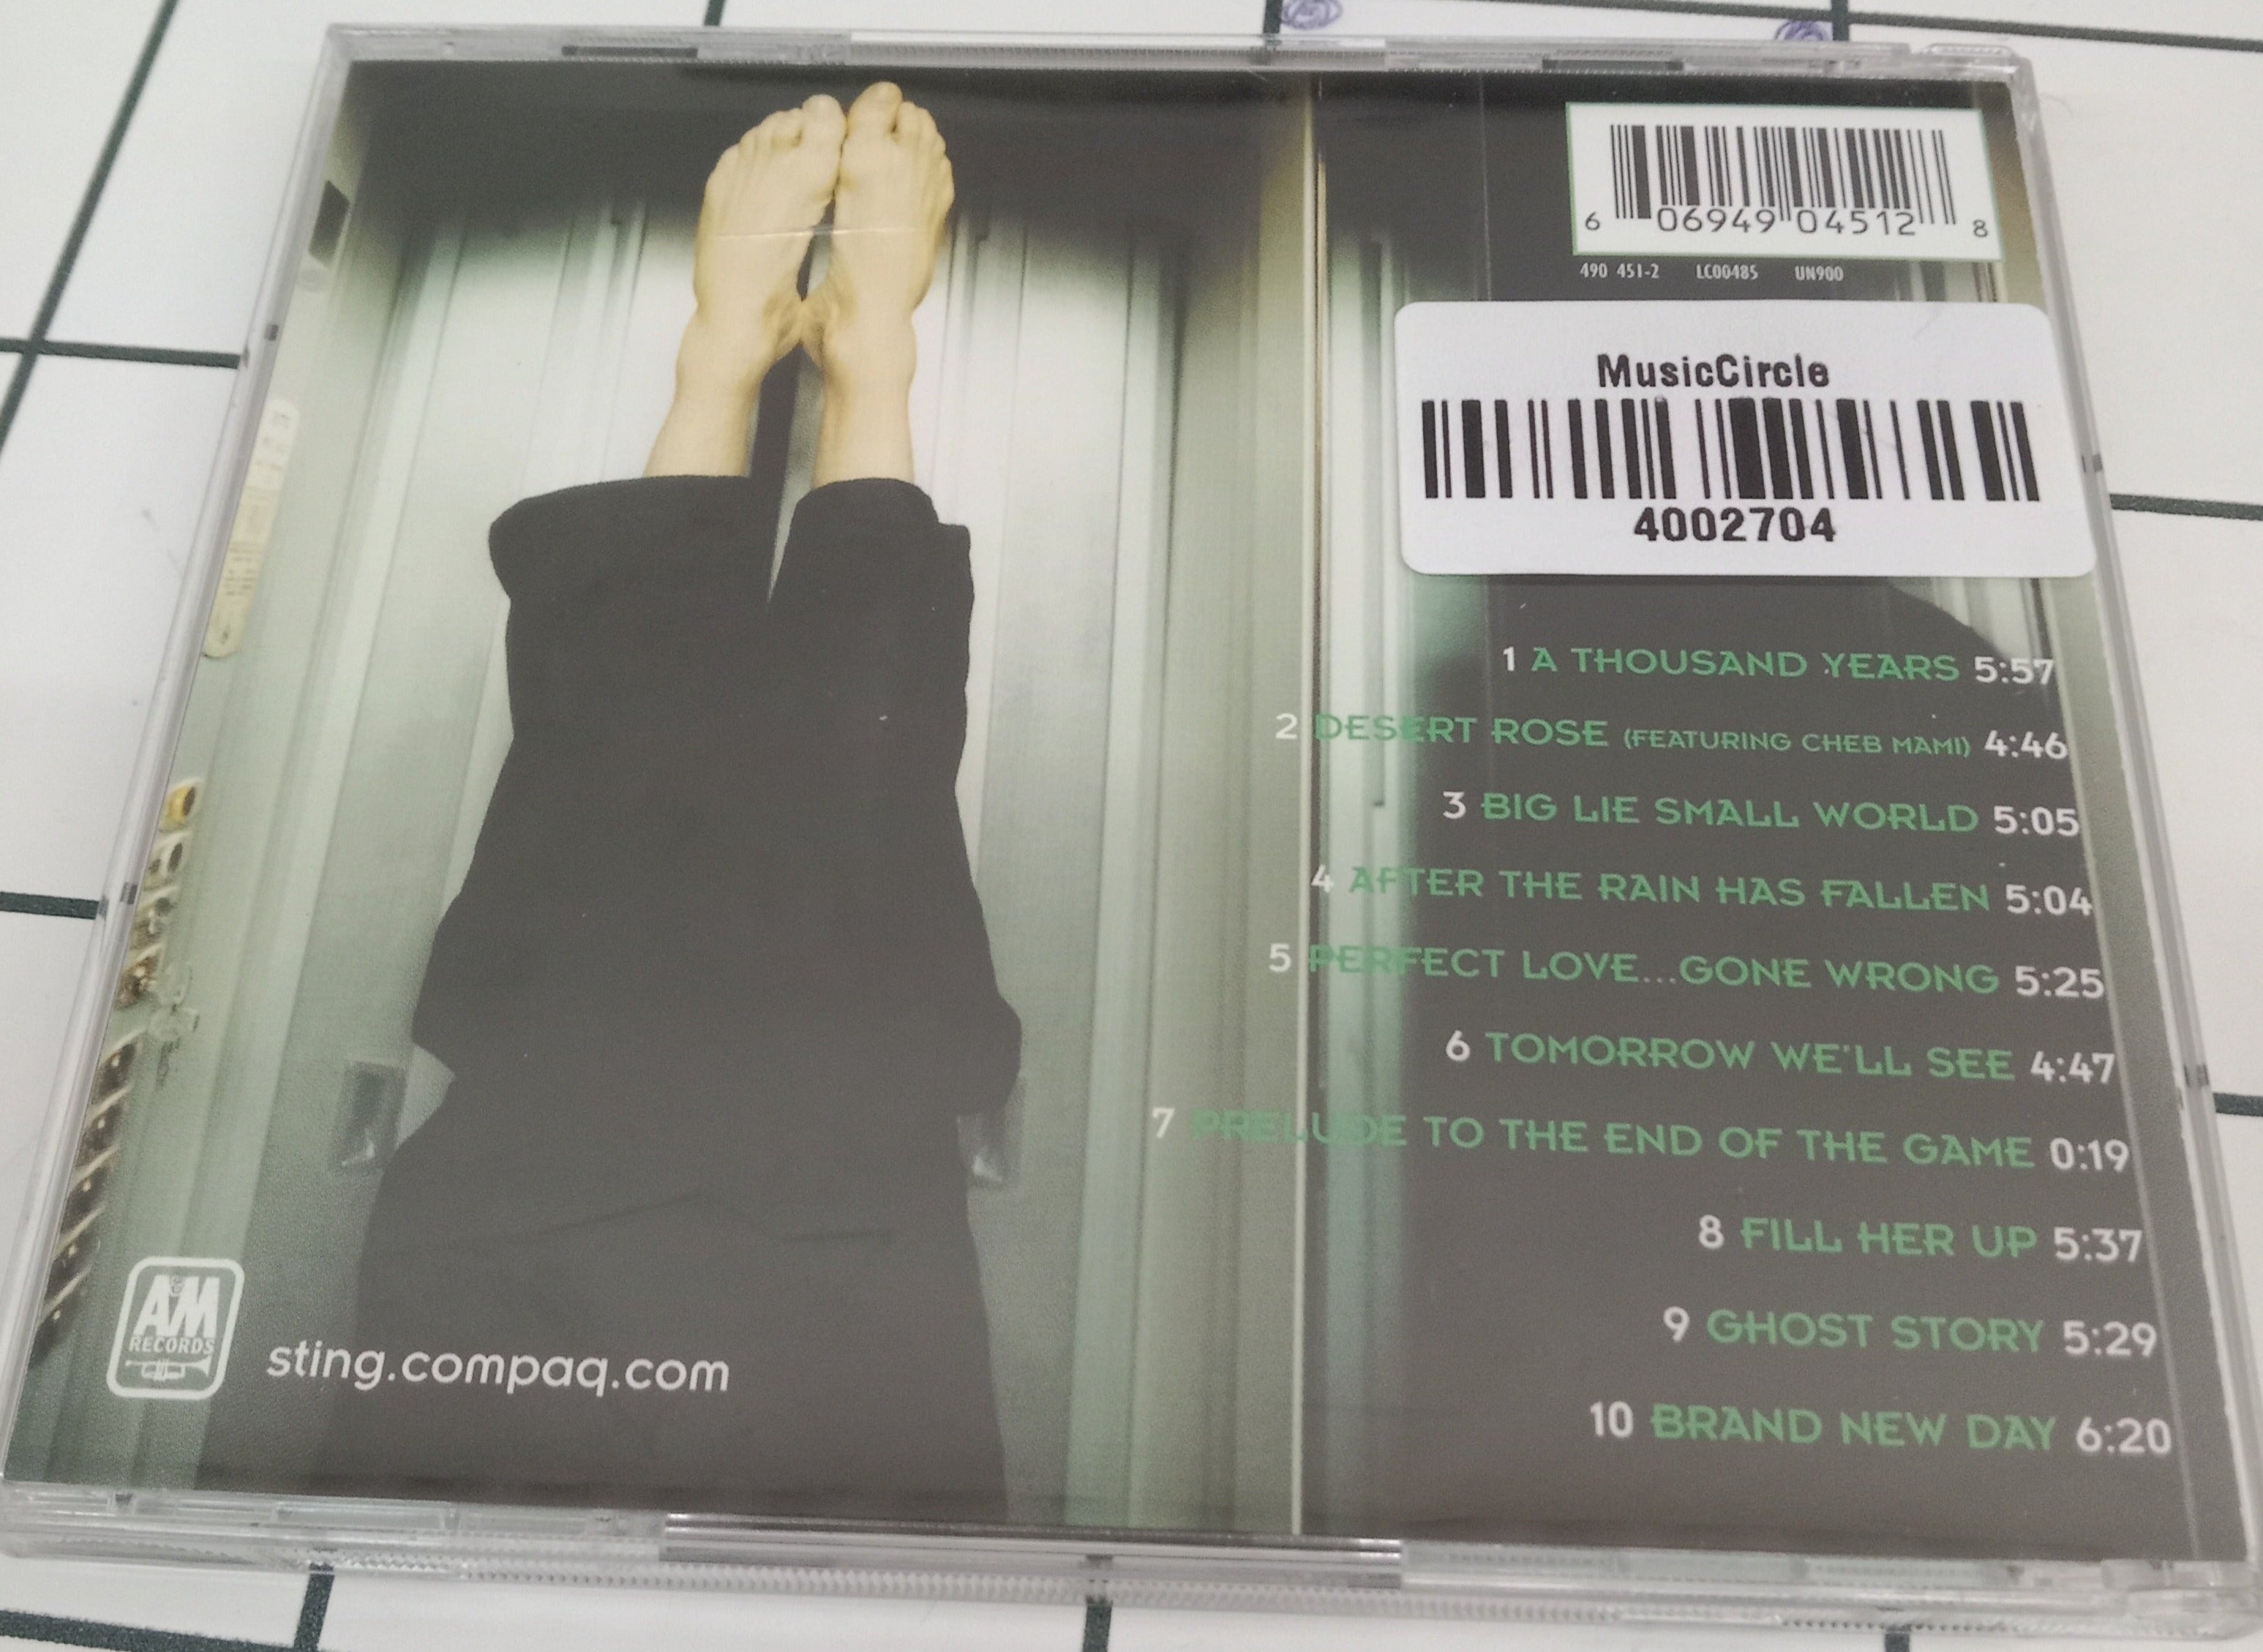 6 06949 04512 8
490 451-2 LC00485 UN900
MusicCircle
4002704
1 A THOUSAND YEARS 5:57
2 DESERT ROSE (FEATURING CHEB MAMI) 4:46
3 BIG LIE SMALL WORLD 5:05
4 AFTER THE RAIN HAS FALLEN 5:04
5 PERFECT LOVE...GONE WRONG 5:25
6 TOMORROW WE'LL SEE 4:47
7 PRELUDE TO THE END OF THE GAME 0:19
8 FILL HER UP 5:37
9 GHOST STORY 5:29
10 BRAND NEW DAY 6:20
A&M
RECORDS
sting.compaq.com